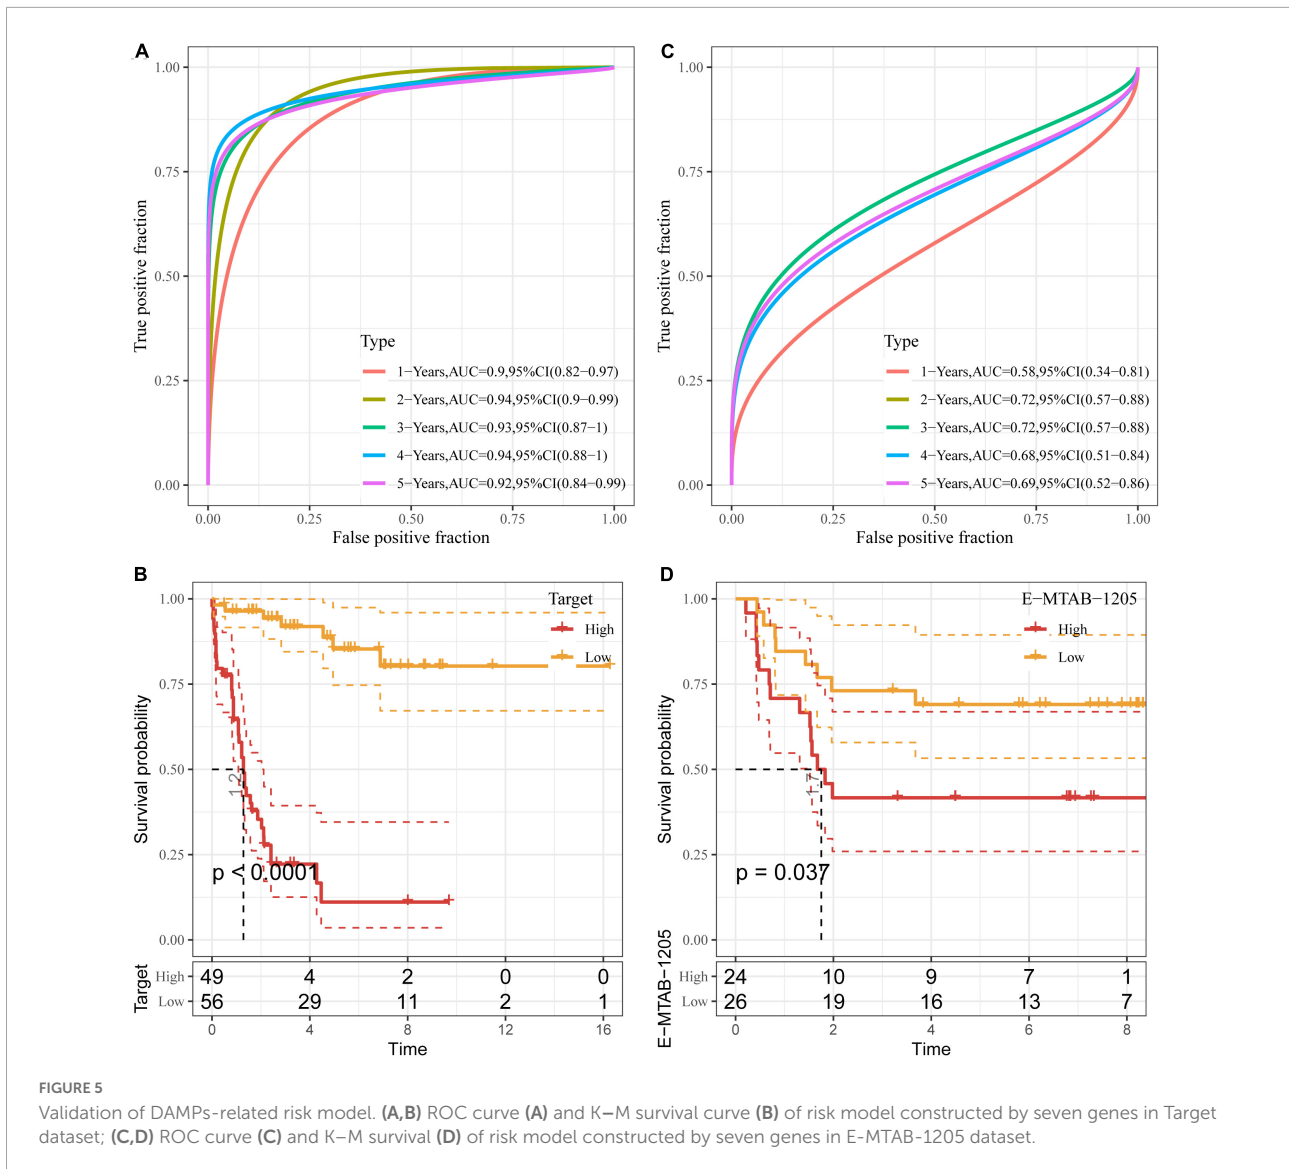 A
1.00
0.75
0.50
0.25
0.00
True positive fraction
Type
1−Years,AUC=0.9,95%CI(0.82−0.97)
2−Years,AUC=0.94,95%CI(0.9−0.99)
3−Years,AUC=0.93,95%CI(0.87−1)
4−Years,AUC=0.94,95%CI(0.88−1)
5−Years,AUC=0.92,95%CI(0.84−0.99)
0.00 0.25 0.50 0.75 1.00
False positive fraction
C
1.00
0.75
0.50
0.25
0.00
True positive fraction
Type
1−Years,AUC=0.58,95%CI(0.34−0.81)
2−Years,AUC=0.72,95%CI(0.57−0.88)
3−Years,AUC=0.72,95%CI(0.57−0.88)
4−Years,AUC=0.68,95%CI(0.51−0.84)
5−Years,AUC=0.69,95%CI(0.52−0.86)
0.00 0.25 0.50 0.75 1.00
False positive fraction
B
1.00
0.75
0.50
0.25
0.00
Survival probability
Target
High
Low
1.2
p < 0.0001
Target
High 49 4 2 0 0
Low 56 29 11 2 1
0 4 8 12 16
Time
D
1.00
0.75
0.50
0.25
0.00
Survival probability
E−MTAB−1205
High
Low
1.7
p = 0.037
E−MTAB−1205
High 24 10 9 7 1
Low 26 19 16 13 7
0 2 4 6 8
Time
FIGURE 5
Validation of DAMPs-related risk model. (A,B) ROC curve (A) and K–M survival curve (B) of risk model constructed by seven genes in Target
dataset; (C,D) ROC curve (C) and K–M survival (D) of risk model constructed by seven genes in E-MTAB-1205 dataset.